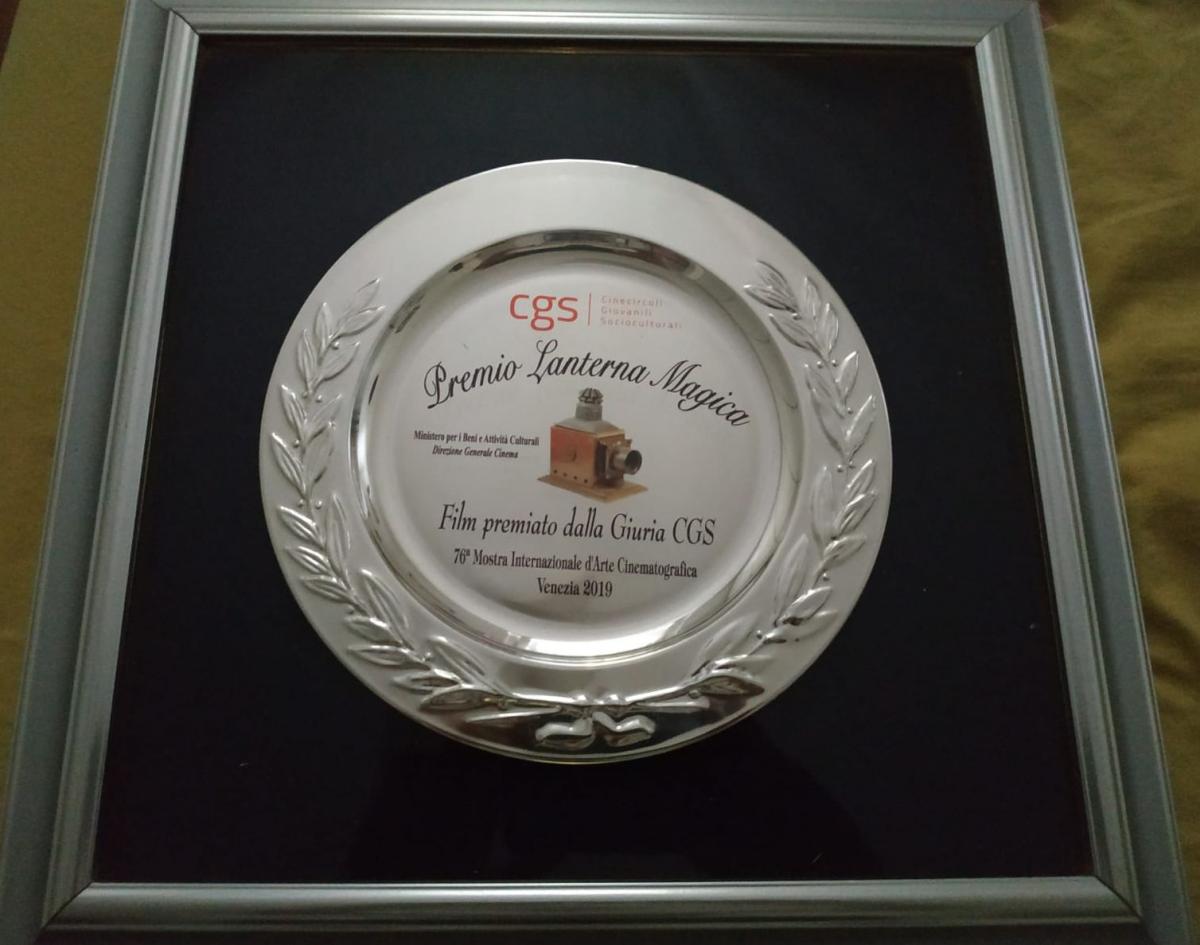 cgs
Cinecircoli
Giovanili
Socioculturali
Premio Lanterna Magica
Ministero per i Beni e Attività Culturali
Direzione Generale Cinema
Film premiato dalla Giuria CGS
76ª Mostra Internazionale d'Arte Cinematografica
Venezia 2019